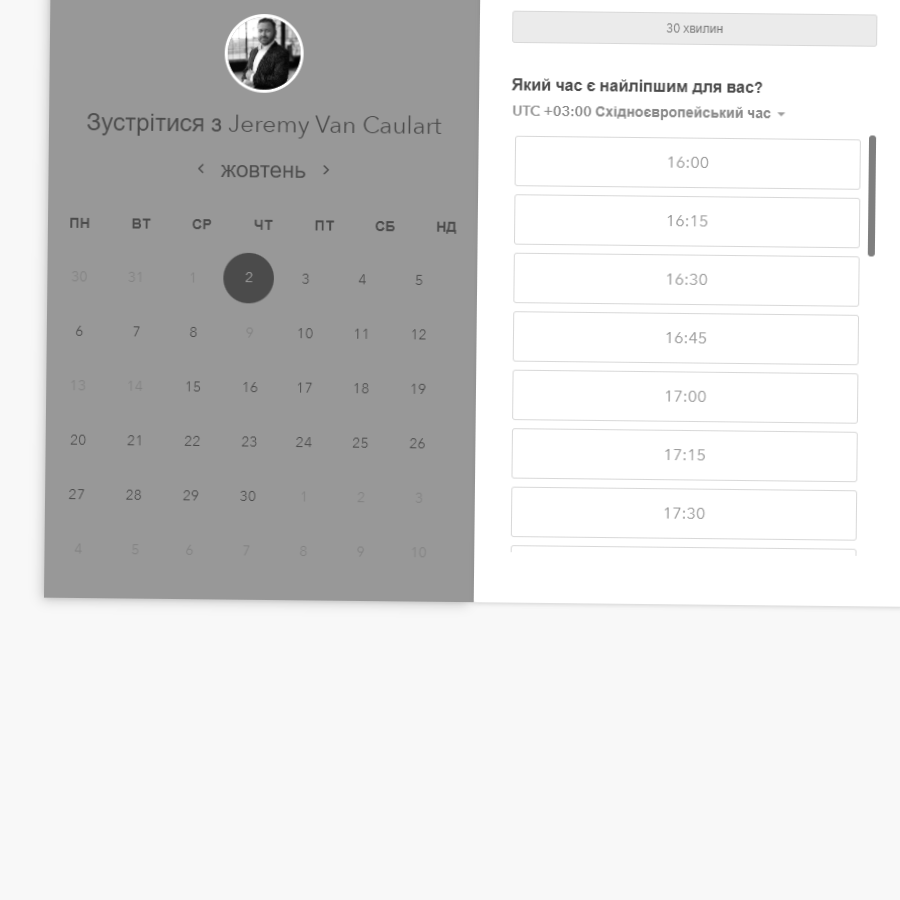 Зустрітися з Jeremy Van Caulart
жовтень
ПН ВТ СР ЧТ ПТ СБ НД
30 31 1 2 3 4 5
6 7 8 9 10 11 12
13 14 15 16 17 18 19
20 21 22 23 24 25 26
27 28 29 30 1 2 3
4 5 6 7 8 9 10
30 хвилин
Який час є найліпшим для вас?
UTC +03:00 Східноєвропейський час
16:00
16:15
16:30
16:45
17:00
17:15
17:30